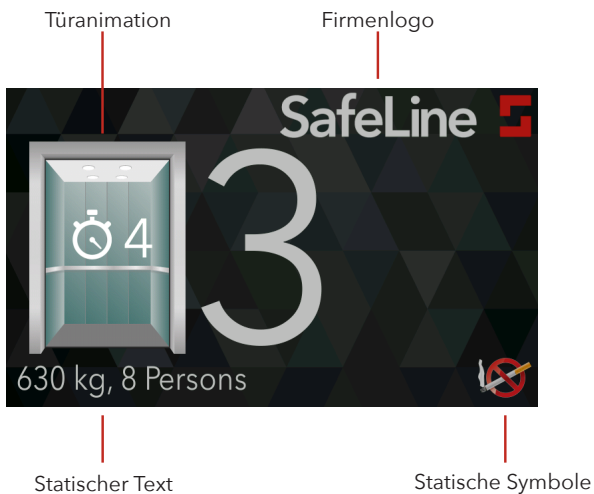 Türanimation
Firmenlogo
SafeLine
4
3
630 kg, 8 Persons
Statischer Text
Statische Symbole